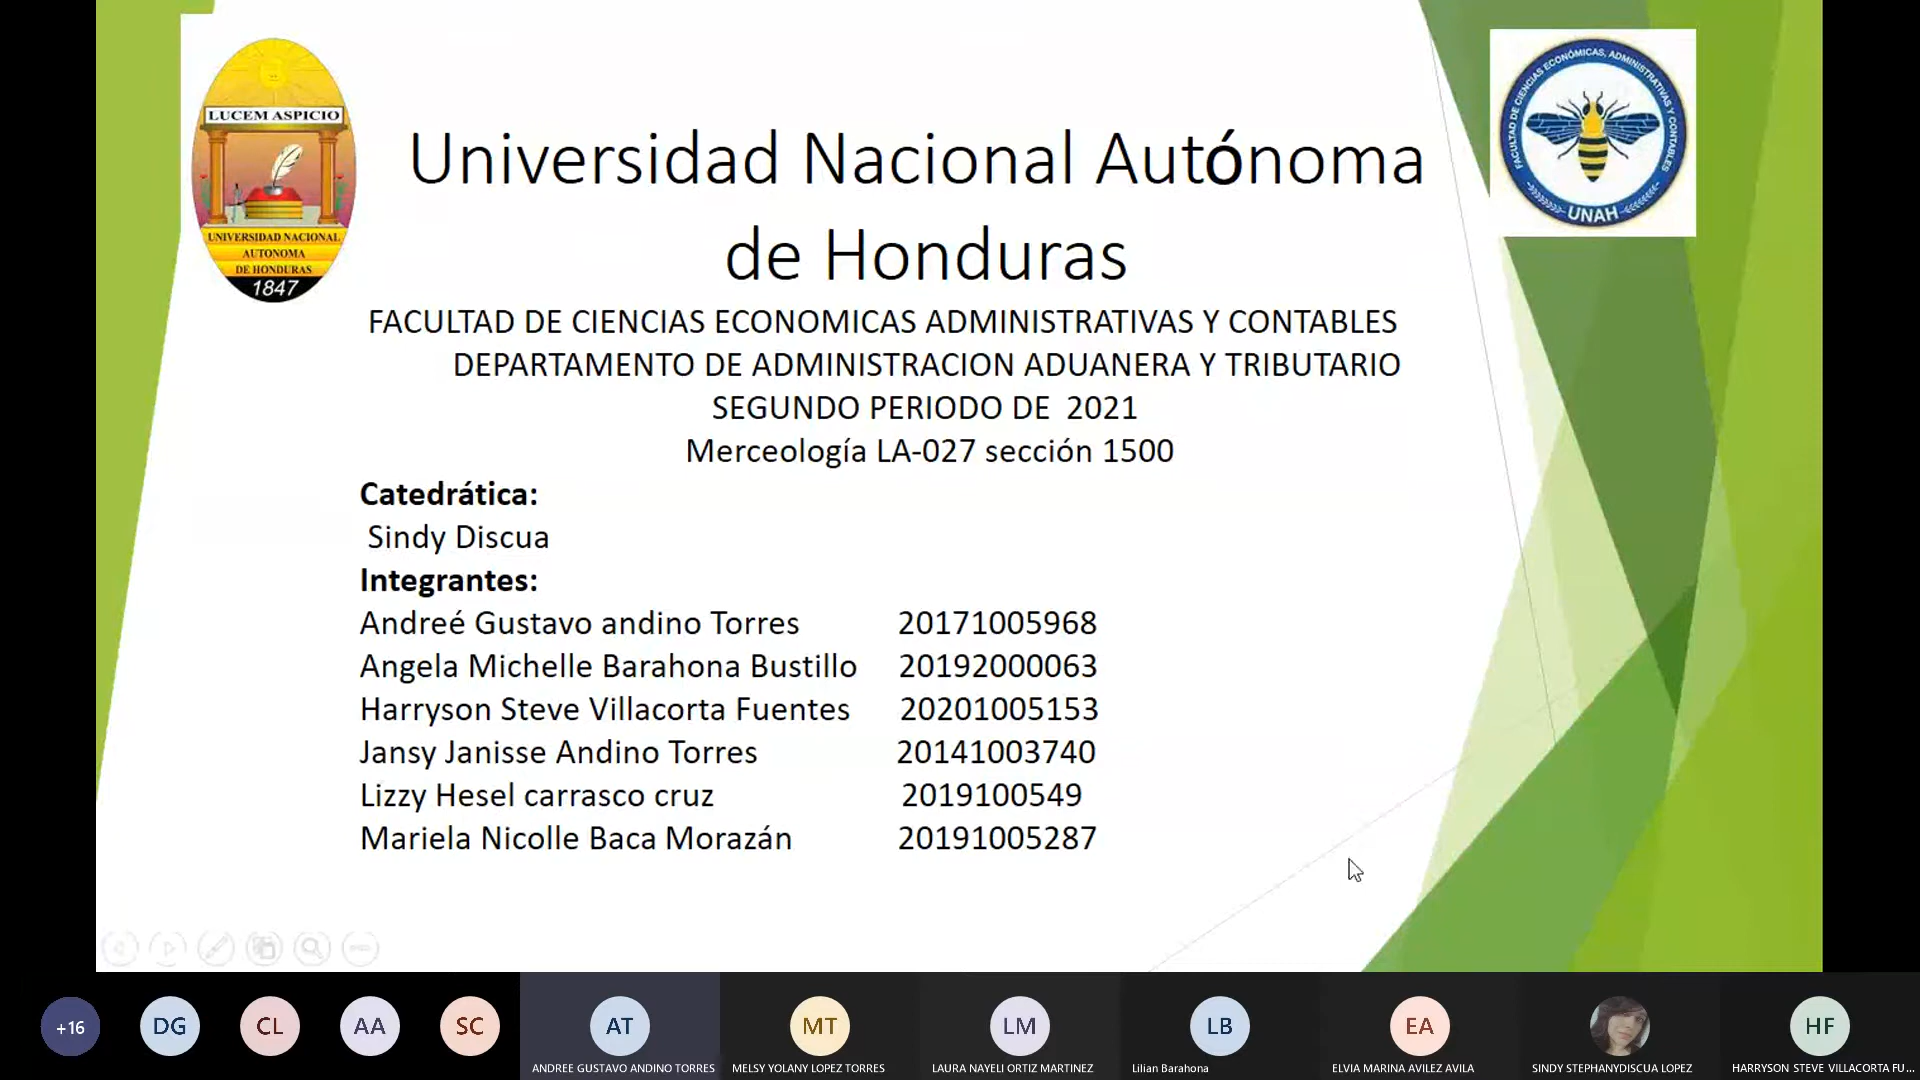 LUCEM ASPICIO
UNIVERSIDAD NACIONAL
AUTONOMA
DE HONDURAS
1847
FACULTAD DE CIENCIAS ECONÓMICAS, ADMINISTRATIVAS Y CONTABLES
UNAH
Universidad Nacional Autónoma
de Honduras
FACULTAD DE CIENCIAS ECONOMICAS ADMINISTRATIVAS Y CONTABLES
DEPARTAMENTO DE ADMINISTRACION ADUANERA Y TRIBUTARIO
SEGUNDO PERIODO DE 2021
Merceología LA-027 sección 1500
Catedrática:
Sindy Discua
Integrantes:
Andreé Gustavo andino Torres 20171005968
Angela Michelle Barahona Bustillo 20192000063
Harryson Steve Villacorta Fuentes 20201005153
Jansy Janisse Andino Torres 20141003740
Lizzy Hesel carrasco cruz 2019100549
Mariela Nicolle Baca Morazán 20191005287
+16 DG CL AA SC AT MT LM LB EA HF
ANDREE GUSTAVO ANDINO TORRES MELSY YOLANY LOPEZ TORRES LAURA NAYELI ORTIZ MARTINEZ Lilian Barahona ELVIA MARINA AVILEZ AVILA SINDY STEPHANYDISCUA LOPEZ HARRYSON STEVE VILLACORTA FU...